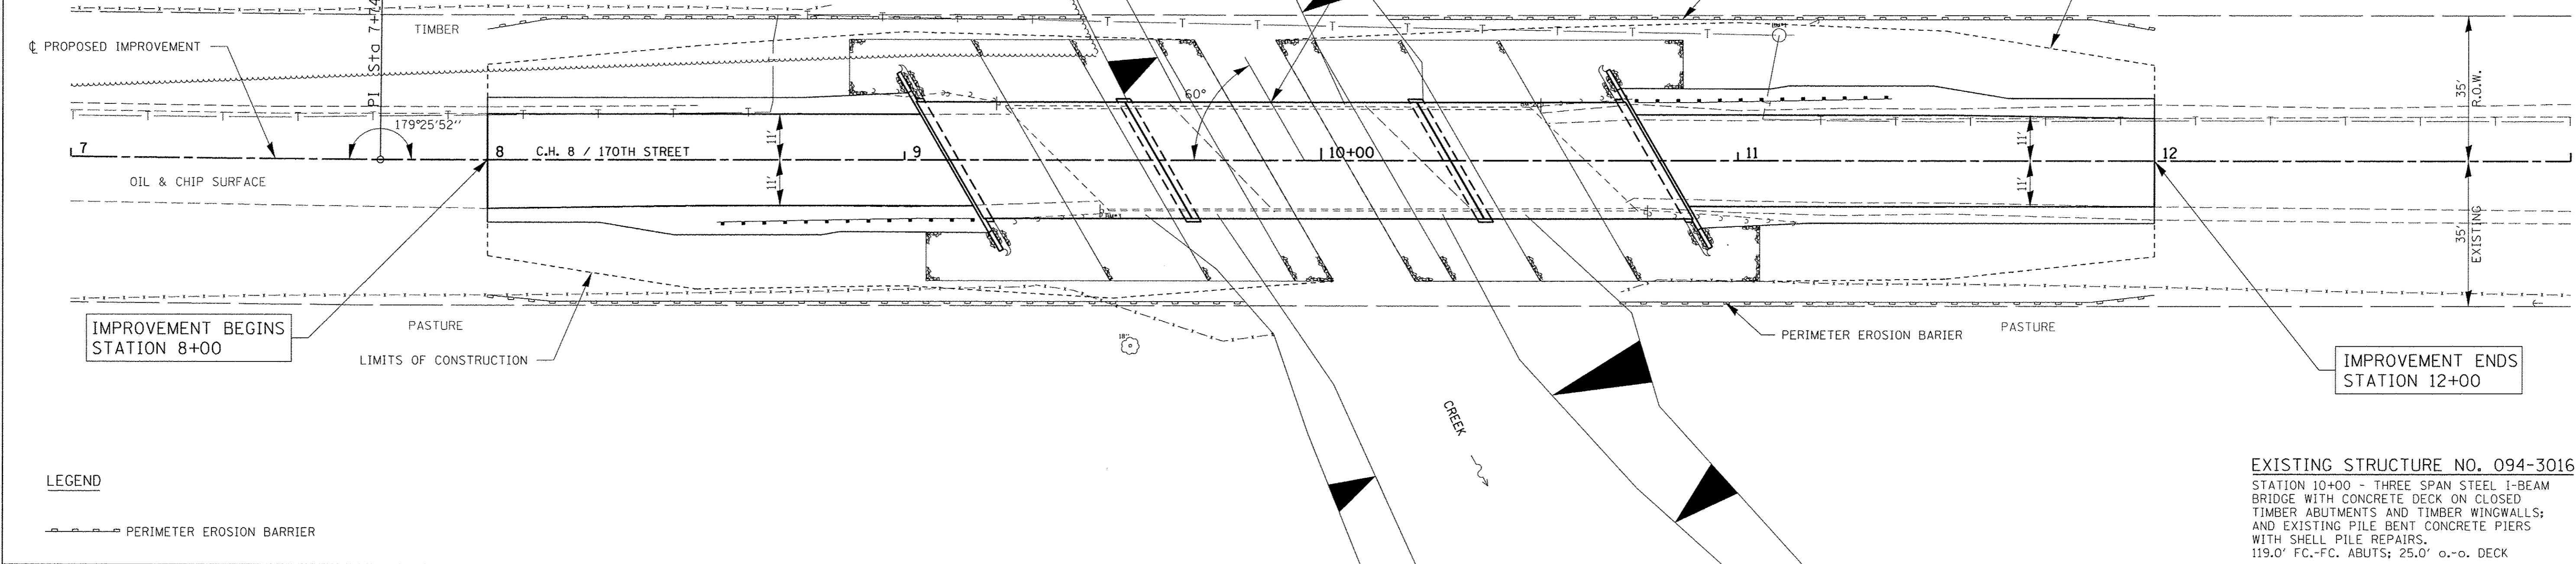 PI Sta 7+74
TIMBER
℄ PROPOSED IMPROVEMENT
35'
R.O.W.
60°
179°25'52''
11'
11'
7
8
C.H. 8 / 170TH STREET
9
10+00
11
12
OIL & CHIP SURFACE
11'
11'
35'
EXISTING
IMPROVEMENT BEGINS
STATION 8+00
PASTURE
LIMITS OF CONSTRUCTION
18"
PERIMETER EROSION BARIER
PASTURE
IMPROVEMENT ENDS
STATION 12+00
CREEK
LEGEND
PERIMETER EROSION BARRIER
EXISTING STRUCTURE NO. 094-3016
STATION 10+00 - THREE SPAN STEEL I-BEAM
BRIDGE WITH CONCRETE DECK ON CLOSED
TIMBER ABUTMENTS AND TIMBER WINGWALLS;
AND EXISTING PILE BENT CONCRETE PIERS
WITH SHELL PILE REPAIRS.
119.0' FC.-FC. ABUTS; 25.0' o.-o. DECK